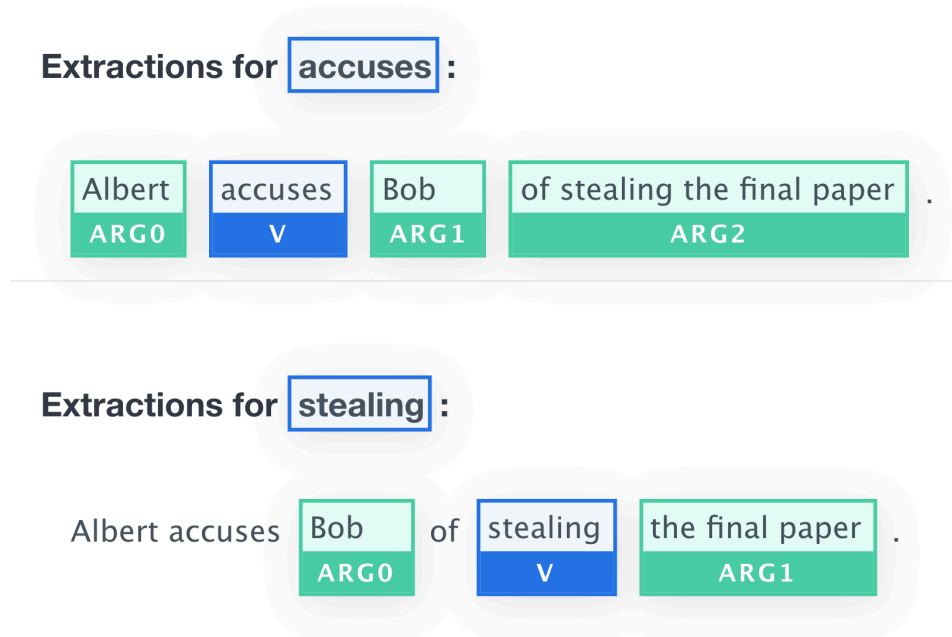 Extractions for accuses :
Albert accuses Bob of stealing the final paper .
ARG0 V ARG1 ARG2
Extractions for stealing :
Albert accuses Bob of stealing the final paper .
ARG0 V ARG1